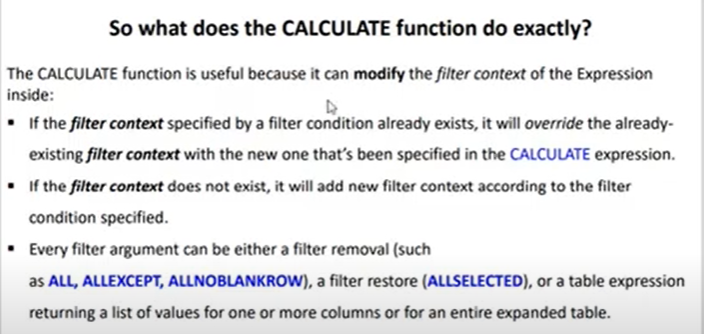 So what does the CALCULATE function do exactly?
The CALCULATE function is useful because it can modify the filter context of the Expression
inside:
▪ If the filter context specified by a filter condition already exists, it will override the already-
existing filter context with the new one that's been specified in the CALCULATE expression.
▪ If the filter context does not exist, it will add new filter context according to the filter
condition specified.
▪ Every filter argument can be either a filter removal (such
as ALL, ALLEXCEPT, ALLNOBLANKROW), a filter restore (ALLSELECTED), or a table expression
returning a list of values for one or more columns or for an entire expanded table.